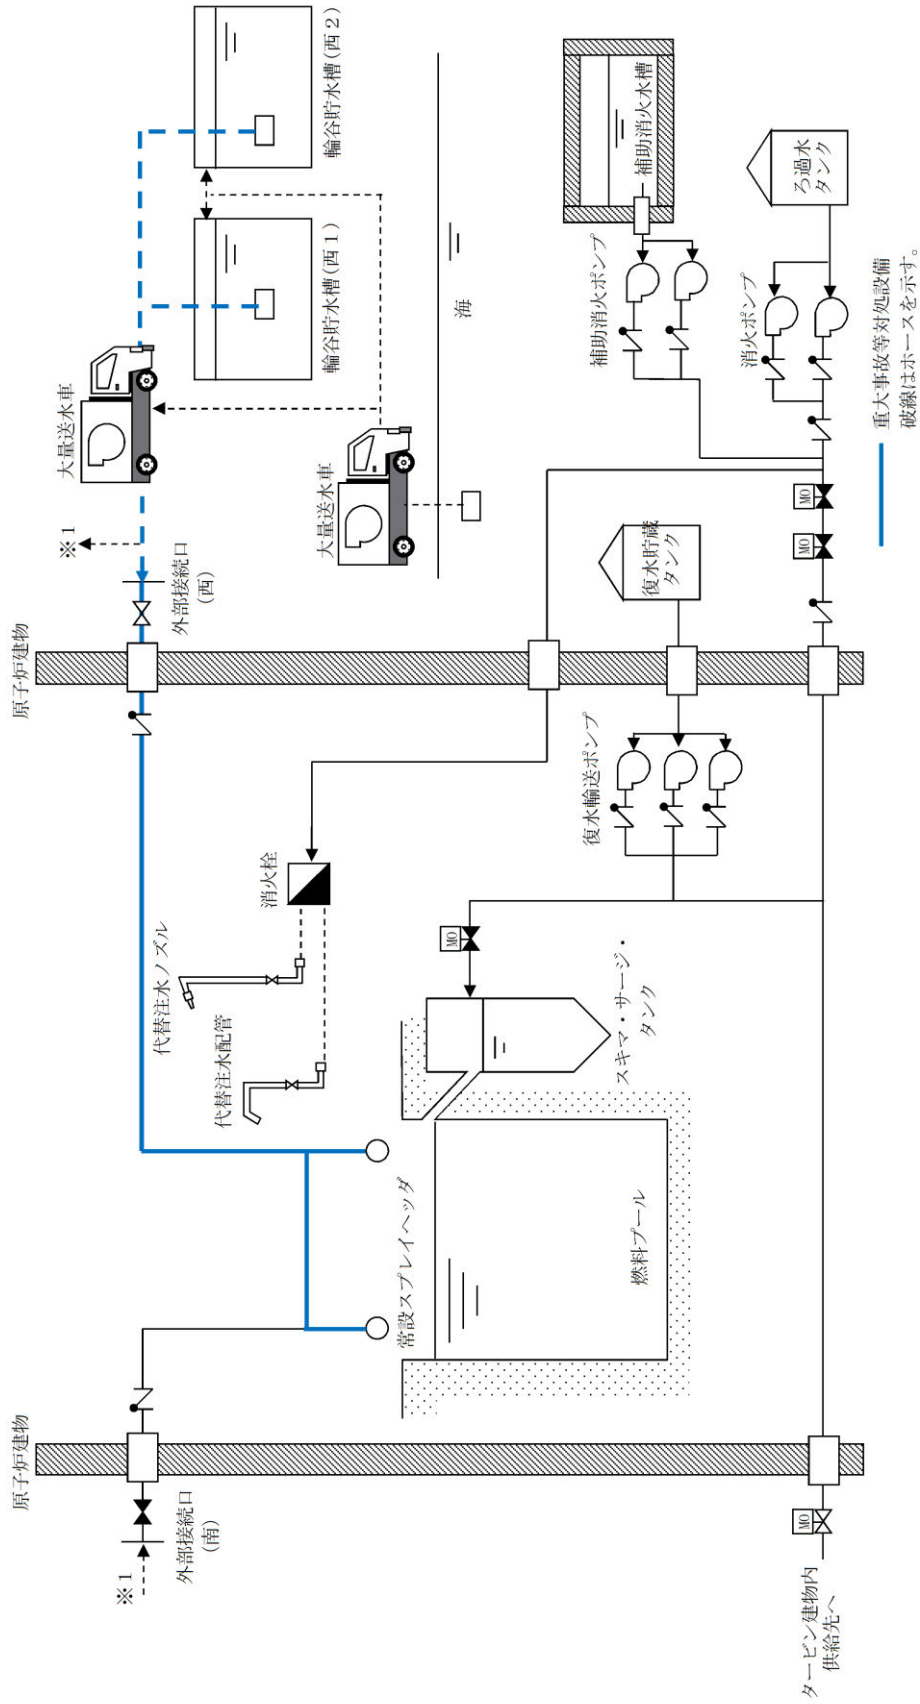 原子炉建物
原子炉建物
※１
外部接続口
(南)
代替注水ノズル
代替注水配管
消火栓
常設スプレイヘッダ
燃料プール
スキマ・サージ・
タンク
MO
復水輸送ポンプ
復水貯蔵
タンク
外部接続口
(西)
※１
大量送水車
輪谷貯水槽(西１)
輪谷貯水槽(西２)
大量送水車
海
補助消火ポンプ
補助消火水槽
消火ポンプ
ろ過水
タンク
MO
MO
MO
タービン建物内
供給先へ
重大事故等対処設備
破線はホースを示す。